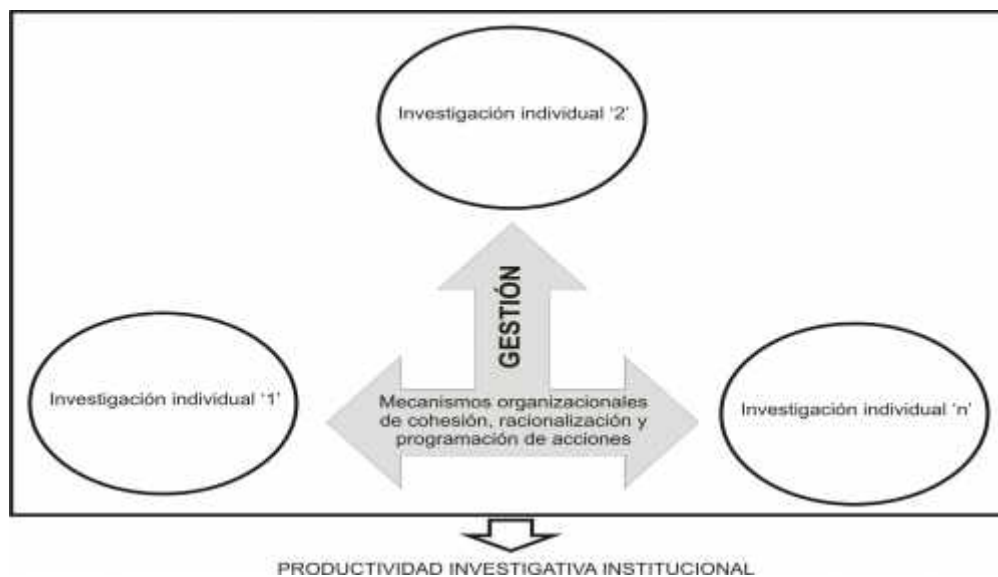 Investigación individual ‘2’
GESTIÓN
Investigación individual ‘1’
Mecanismos organizacionales
de cohesión, racionalización y
programación de acciones
Investigación individual ‘n’
PRODUCTIVIDAD INVESTIGATIVA INSTITUCIONAL